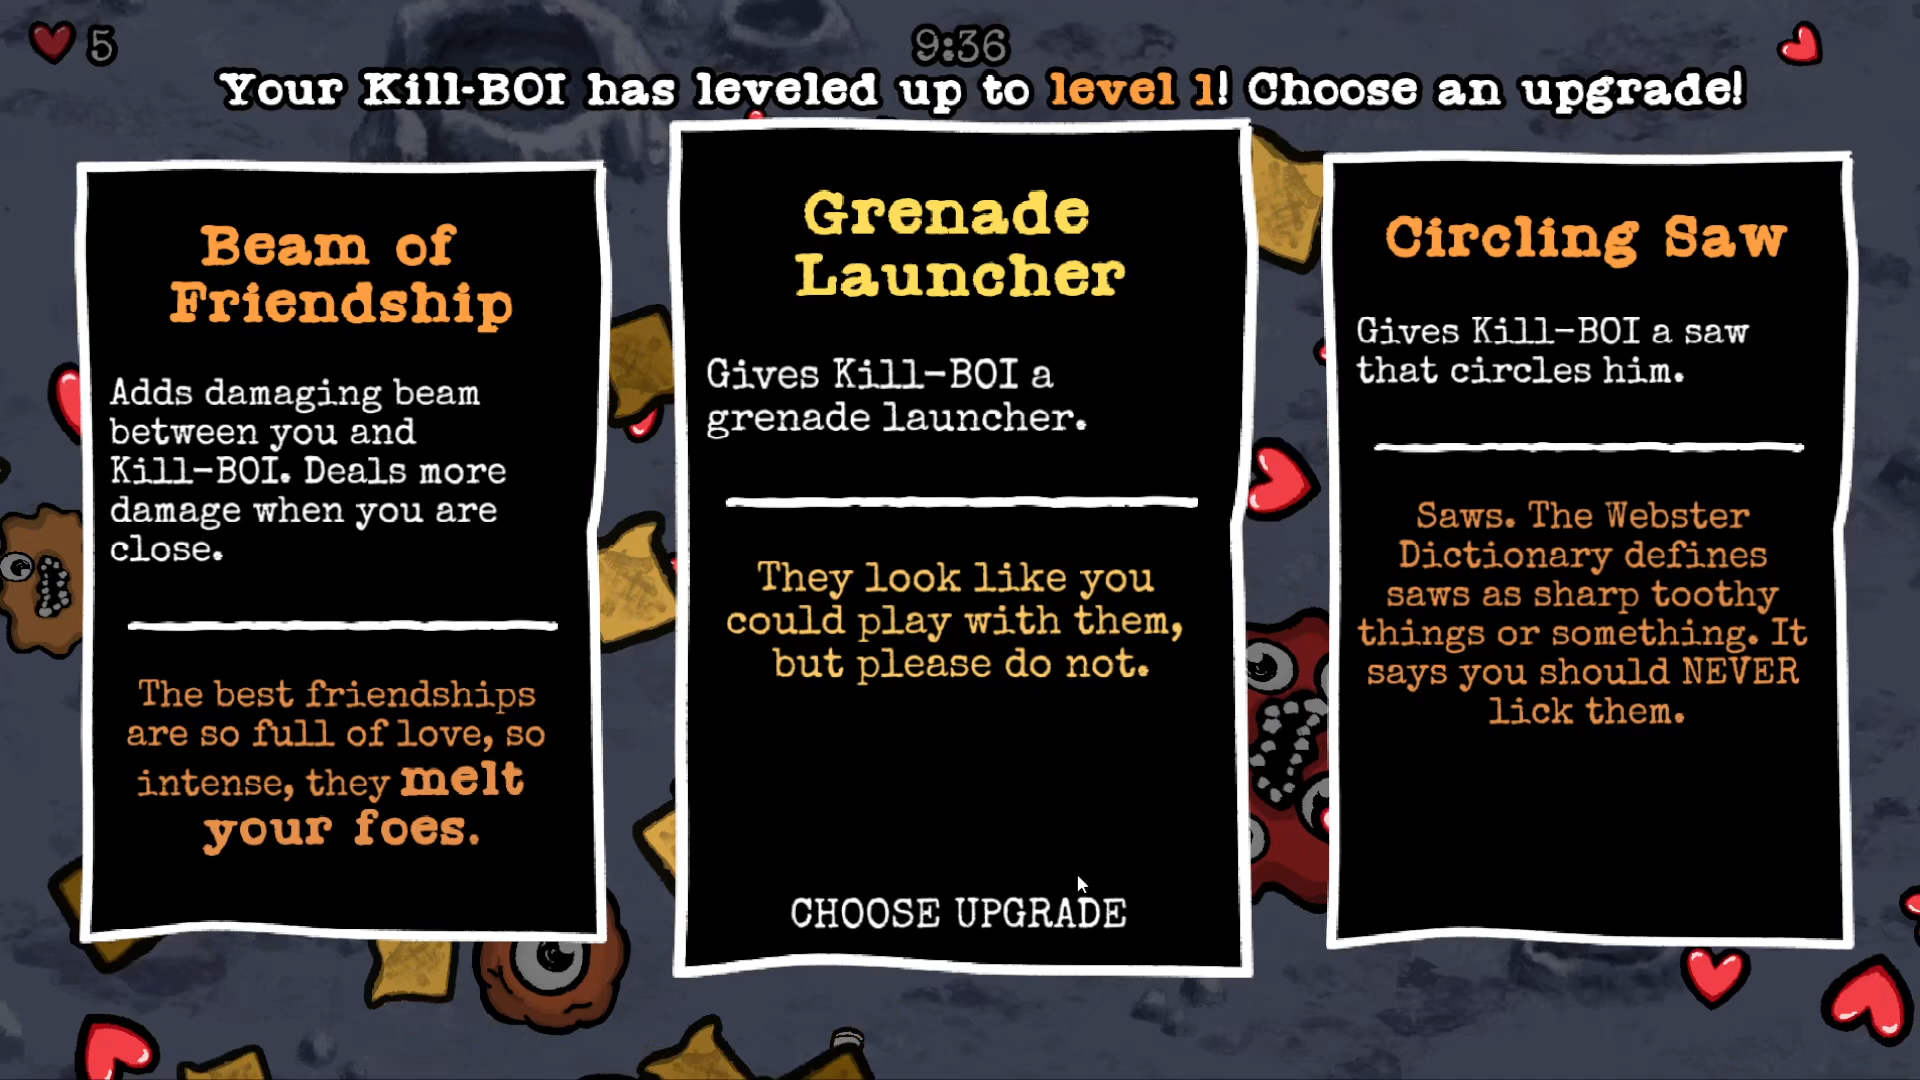 5
9:36
Your Kill-BOI has leveled up to level 1! Choose an upgrade!
Beam of
Friendship
Adds damaging beam
between you and
Kill-BOI. Deals more
damage when you are
close.
The best friendships
are so full of love, so
intense, they melt
your foes.
Grenade
Launcher
Gives Kill-BOI a
grenade launcher.
They look like you
could play with them,
but please do not.
CHOOSE UPGRADE
Circling Saw
Gives Kill-BOI a saw
that circles him.
Saws. The Webster
Dictionary defines
saws as sharp toothy
things or something. It
says you should NEVER
lick them.